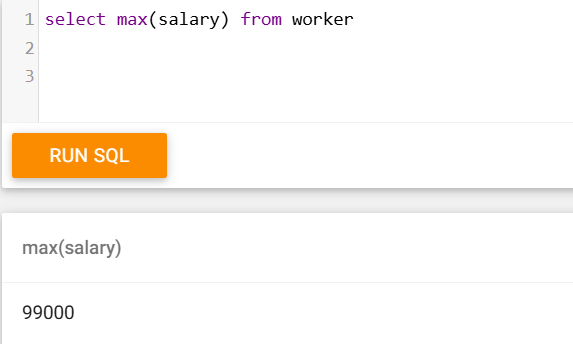 1 select max(salary) from worker
2
3
RUN SQL
max(salary)
99000